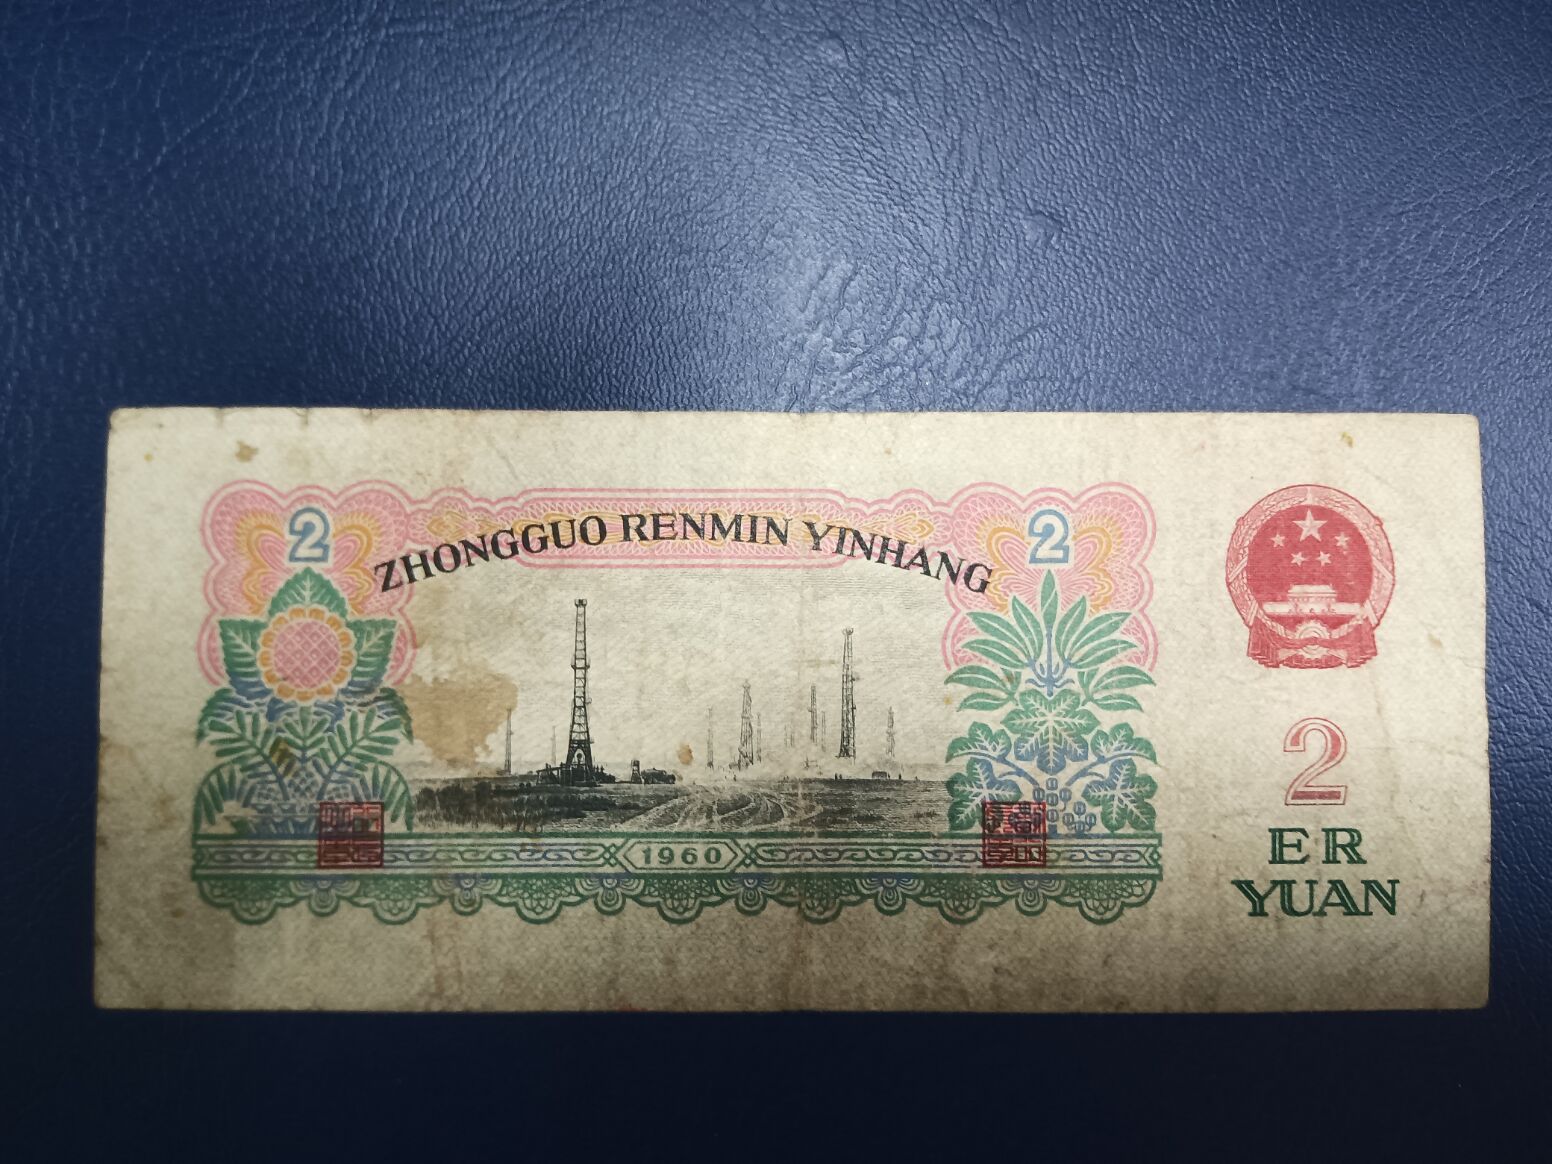 2
ZHONGGUO RENMIN YINHANG
2
1960
2
ER
YUAN